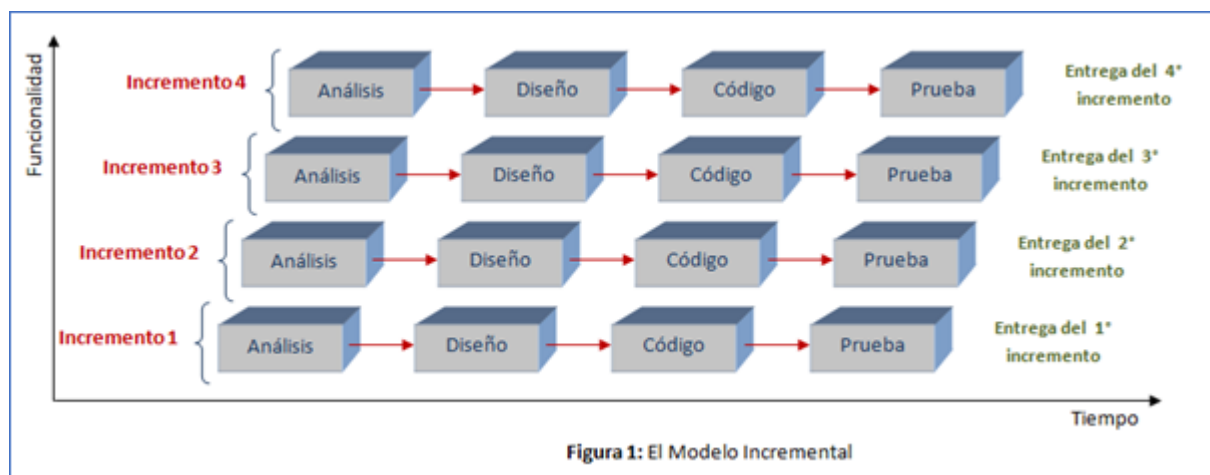 Funcionalidad
Incremento 4
Análisis
Diseño
Código
Prueba
Entrega del 4°
incremento
Incremento 3
Análisis
Diseño
Código
Prueba
Entrega del 3°
incremento
Incremento 2
Análisis
Diseño
Código
Prueba
Entrega del 2°
incremento
Incremento 1
Análisis
Diseño
Código
Prueba
Entrega del 1°
incremento
Tiempo
Figura 1: El Modelo Incremental